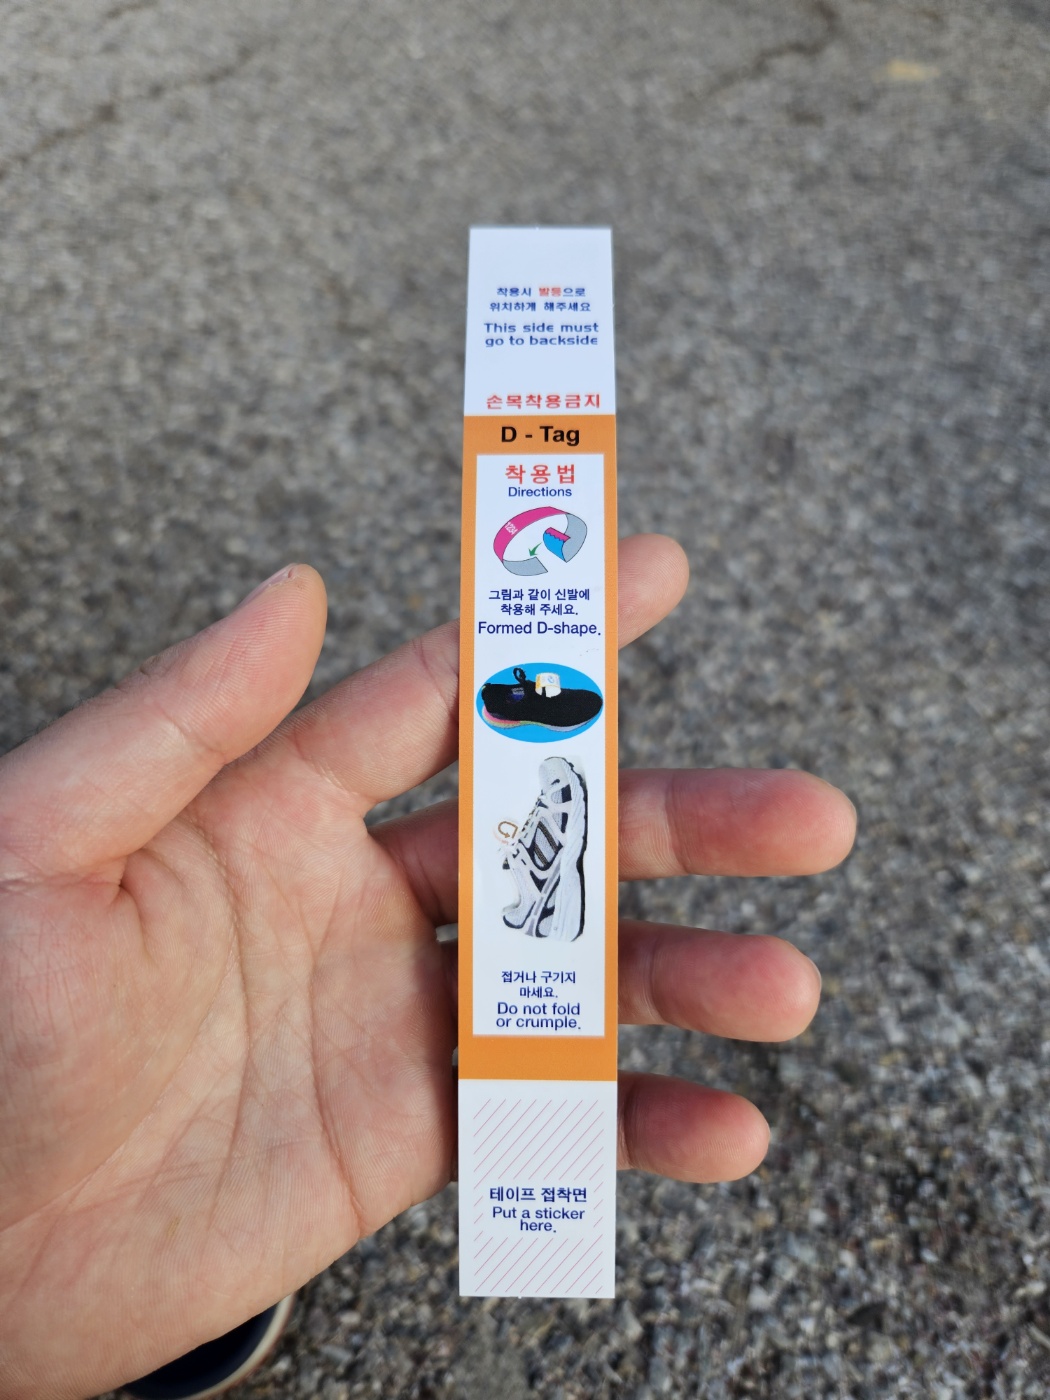 착용시 발등으로
위치하게 해주세요
This side must
go to backside
손목착용금지
D - Tag
착용법
Directions
1234
그림과 같이 신발에
착용해 주세요.
Formed D-shape.
접거나 구기지
마세요.
Do not fold
or crumple.
테이프 접착면
Put a sticker
here.